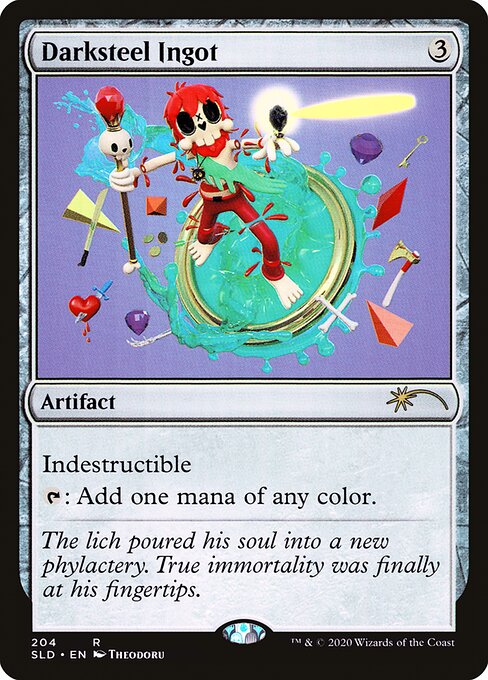 Darksteel Ingot 3
Artifact
Indestructible
: Add one mana of any color.
The lich poured his soul into a new
phylactery. True immortality was finally
at his fingertips.
204 R
SLD • EN Theodoru
™ & © 2020 Wizards of the Coast